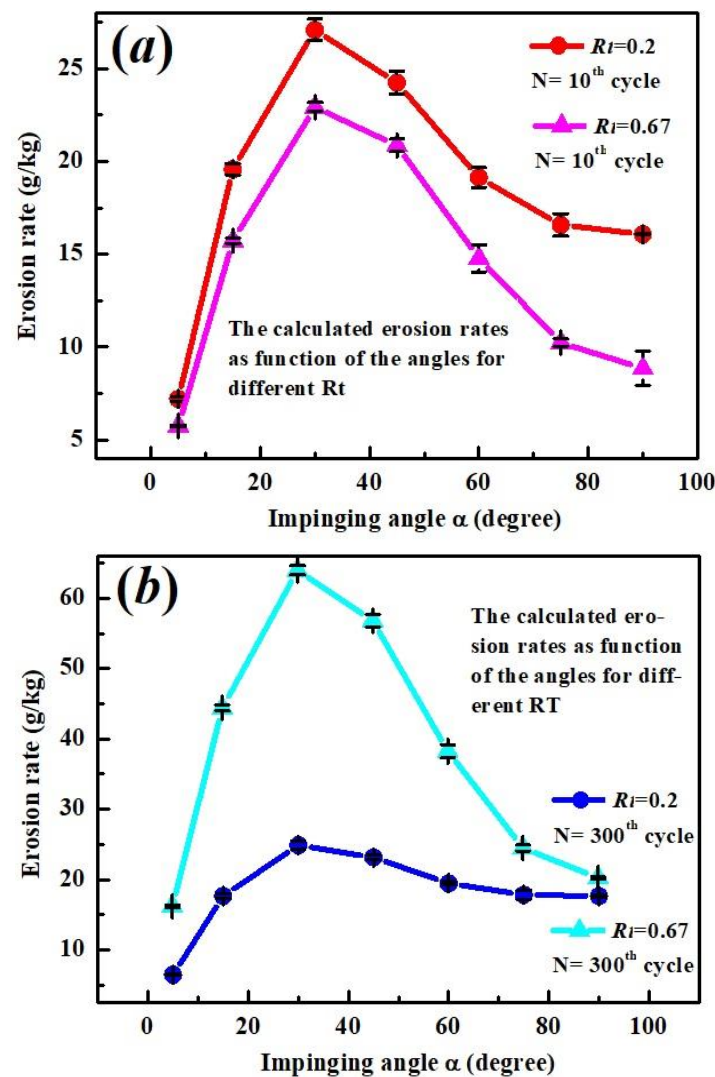 (a)
Rt=0.2
N= 10th cycle
Rt=0.67
N= 10th cycle
The calculated erosion rates
as function of the angles for
different Rt
Erosion rate (g/kg)
25
20
15
10
5
0
20
40
60
80
100
Impinging angle α (degree)
(b)
The calculated ero-
sion rates as function
of the angles for diff-
erent RT
Rt=0.2
N= 300th cycle
Rt=0.67
N= 300th cycle
Erosion rate (g/kg)
60
50
40
30
20
10
0
20
40
60
80
100
Impinging angle α (degree)